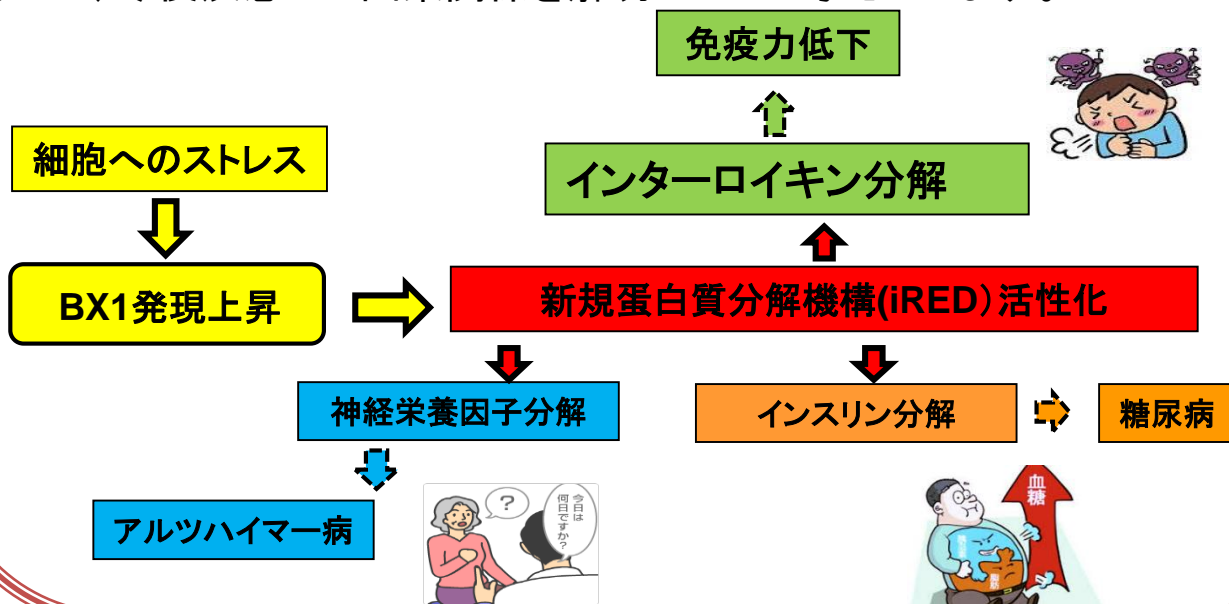 免疫力低下
細胞へのストレス
インターロイキン分解
BX1発現上昇
新規蛋白質分解機構(iRED)活性化
神経栄養因子分解
インスリン分解
糖尿病
アルツハイマー病
?
今日は
何日ですか?
血糖
脂肪